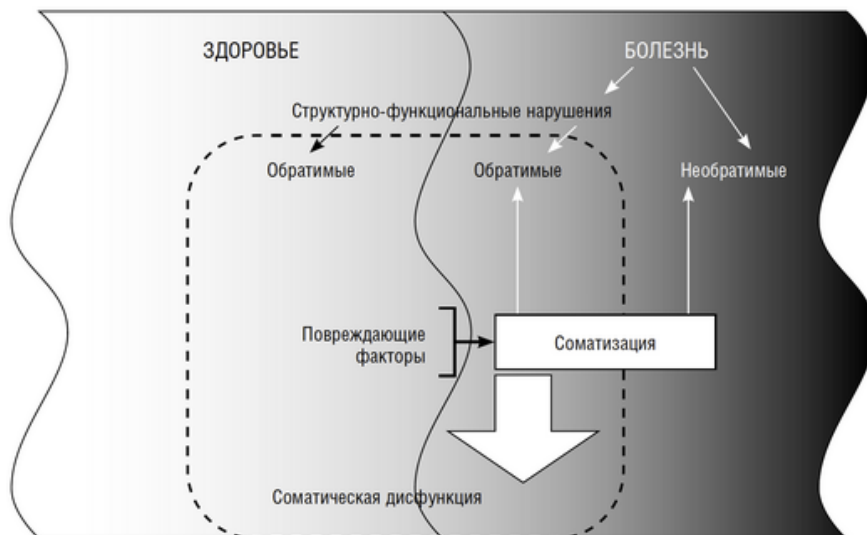 ЗДОРОВЬЕ
БОЛЕЗНЬ
Структурно-функциональные нарушения
Обратимые
Обратимые
Необратимые
Повреждающие
факторы
Соматизация
Соматическая дисфункция